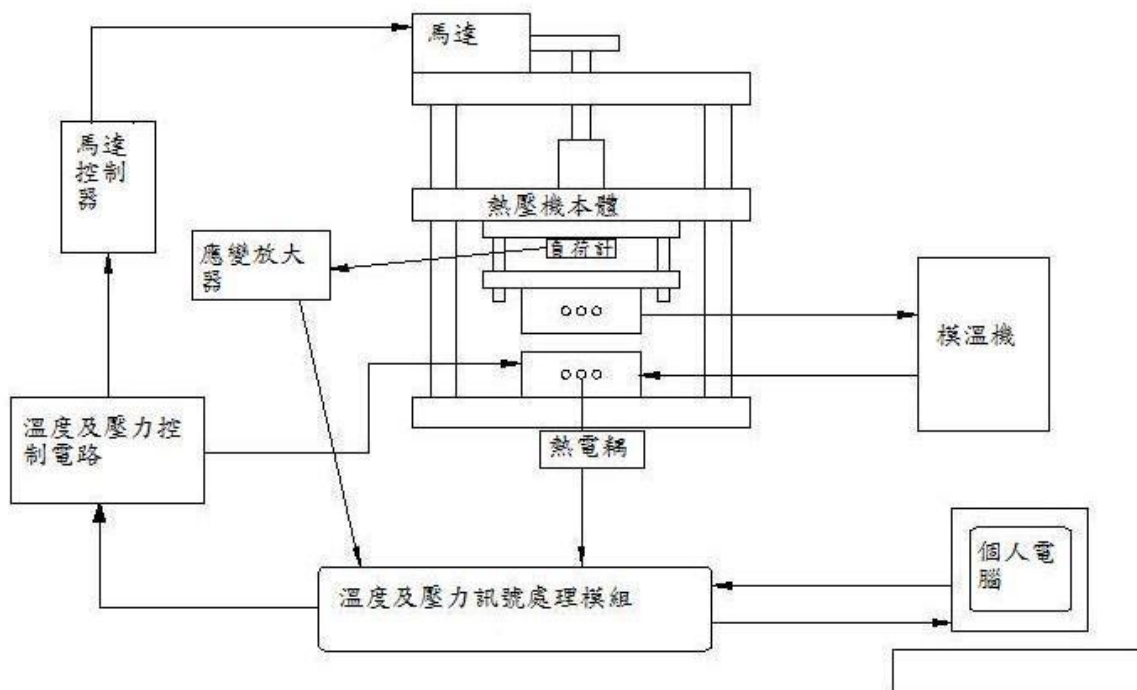 馬達
馬達
控制
器
熱壓機本體
負荷計
應變放大
器
模溫機
溫度及壓力控
制電路
熱電耦
個人電
腦
溫度及壓力訊號處理模組